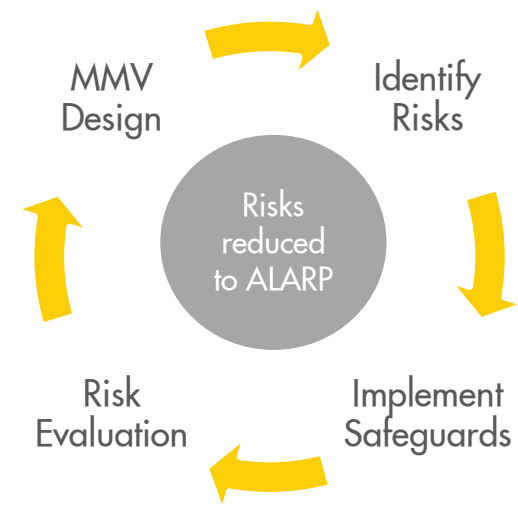 MMV
Design
Identify
Risks
Risks
reduced
to ALARP
Risk
Evaluation
Implement
Safeguards